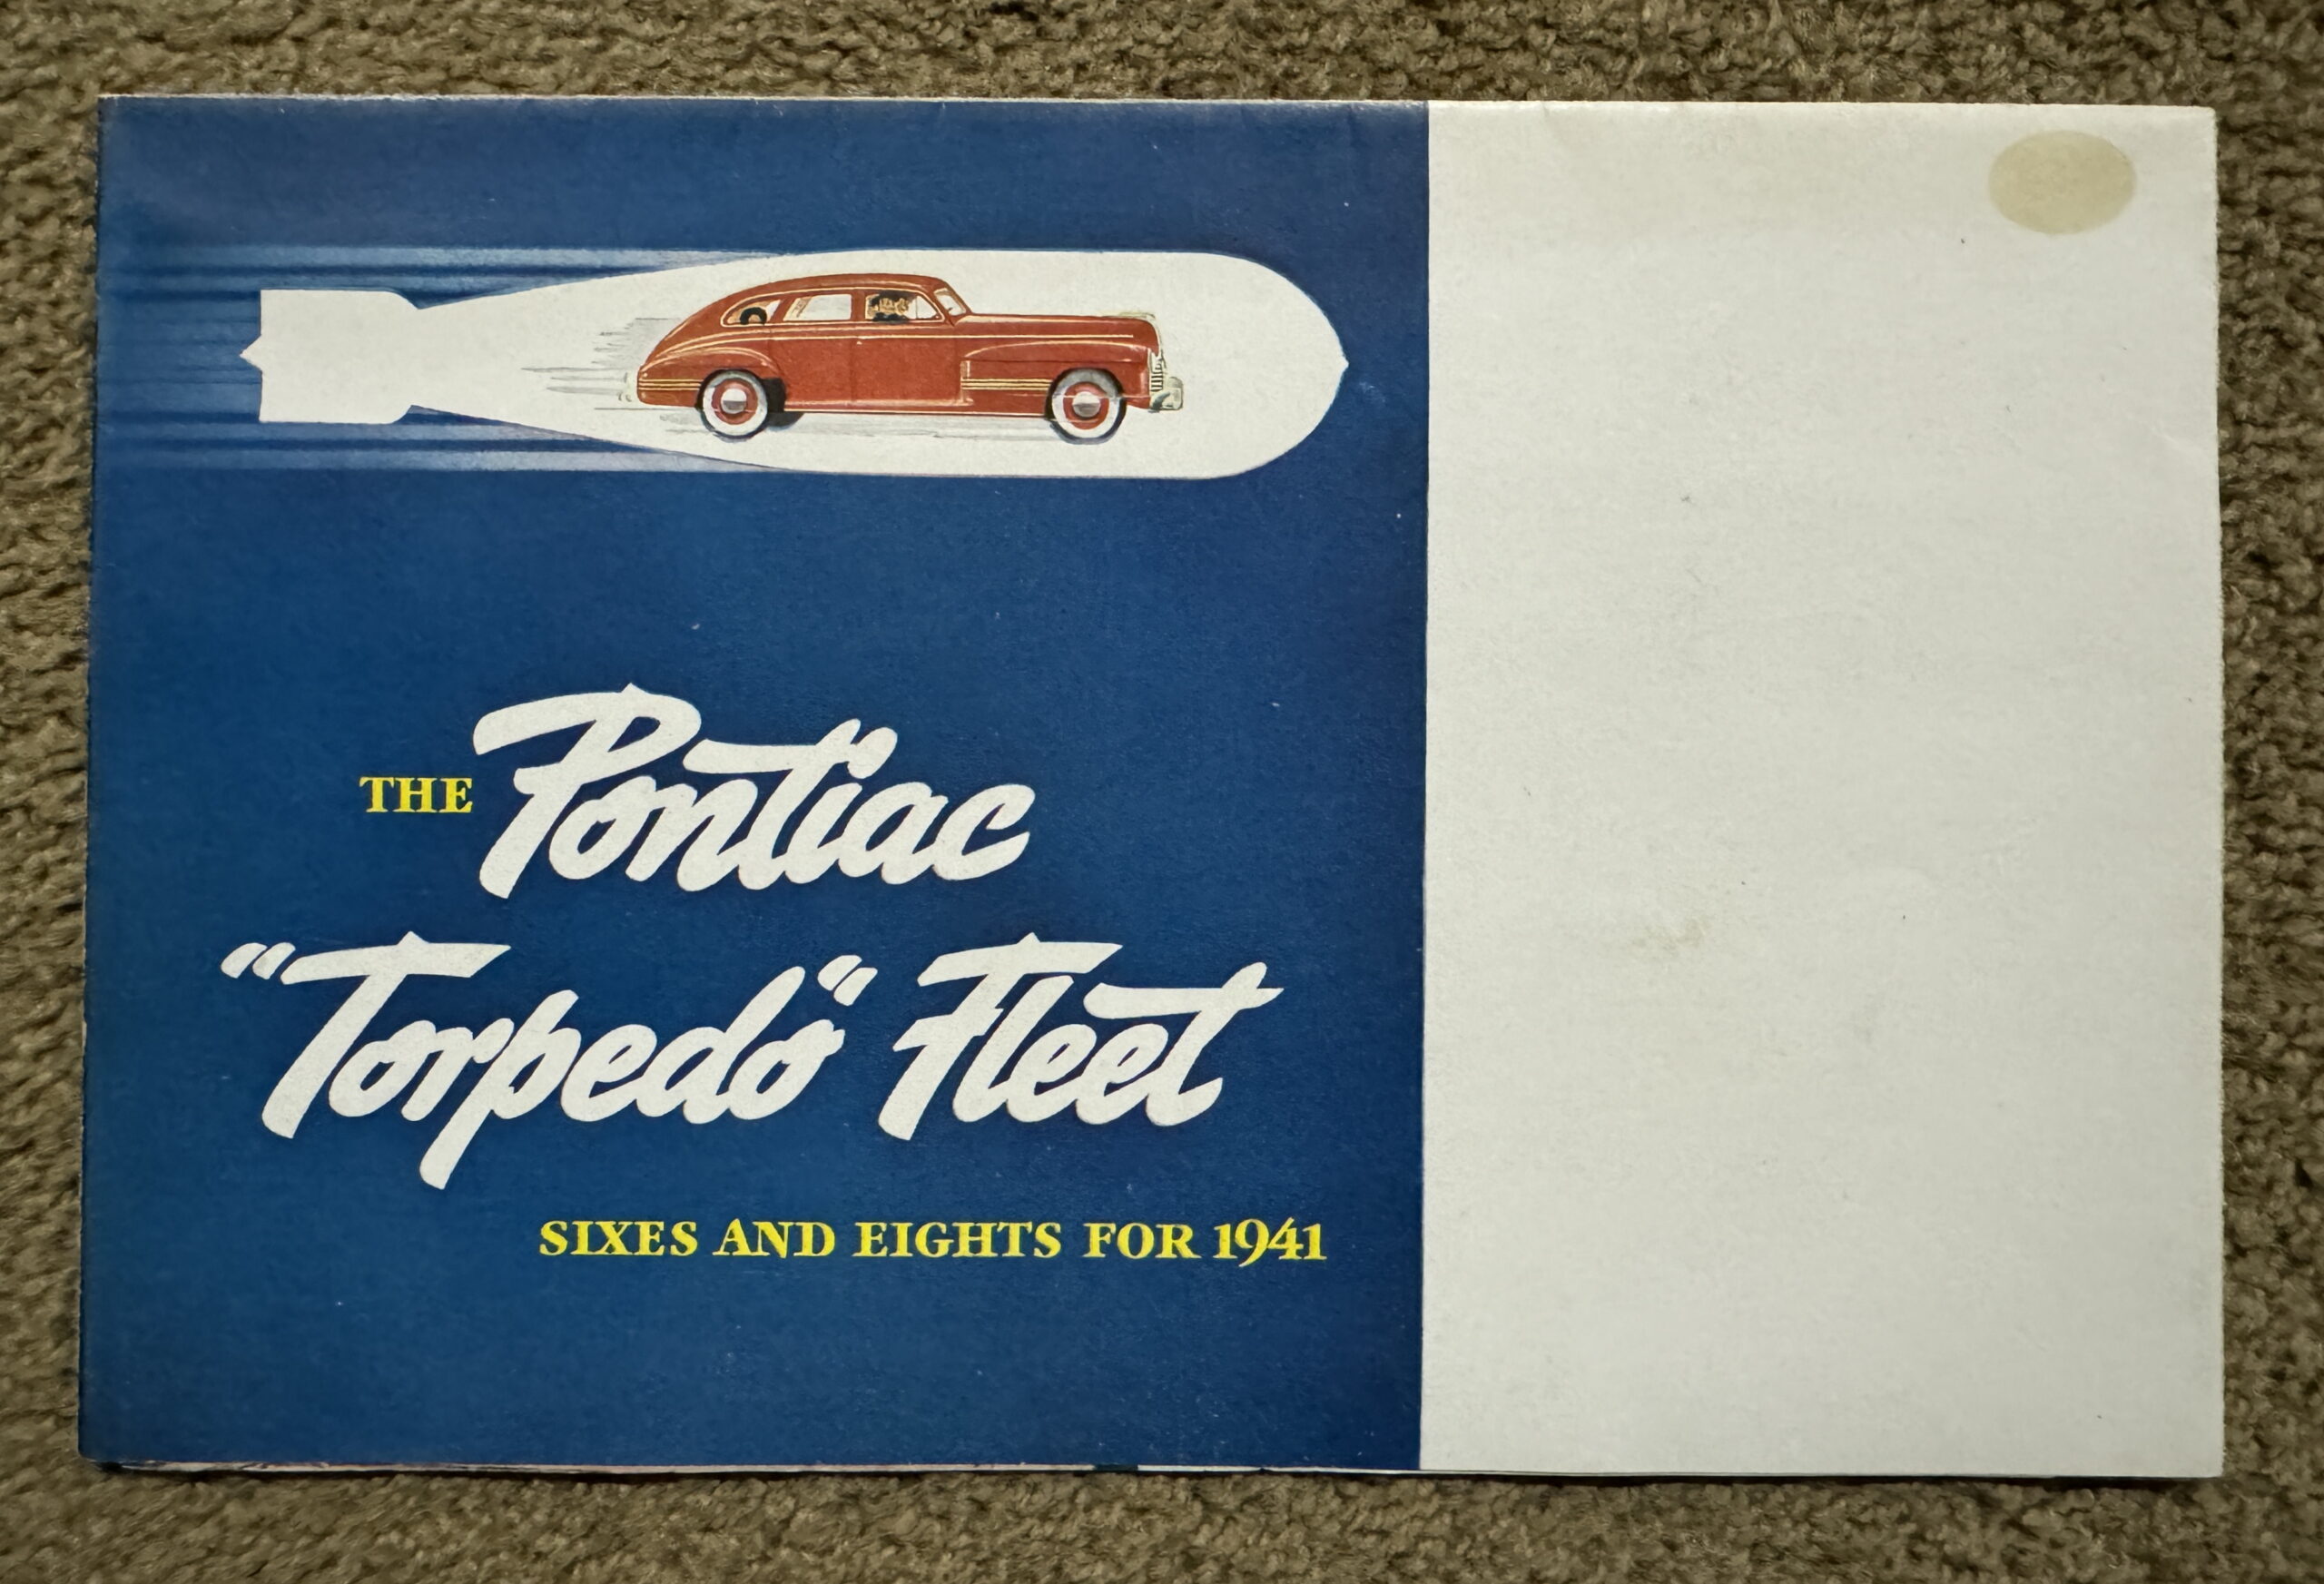 THE Pontiac
"Torpedo" Fleet
SIXES AND EIGHTS FOR 1941